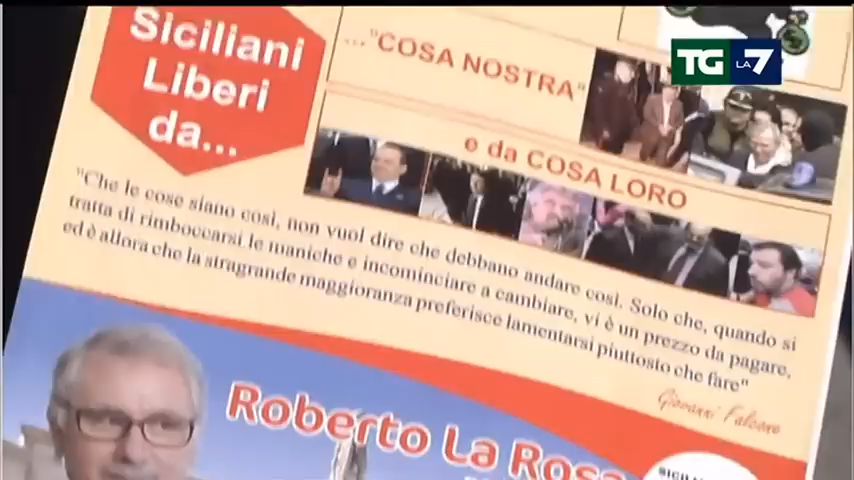 TG LA7
Siciliani
Liberi
da...
..."COSA NOSTRA"
e da COSA LORO
"Che le cose siano così, non vuol dire che debbano andare così. Solo che, quando si
tratta di rimboccarsi le maniche e incominciare a cambiare, vi è un prezzo da pagare,
ed è allora che la stragrande maggioranza preferisce lamentarsi piuttosto che fare"
Giovanni Falcone
Roberto La Rosa